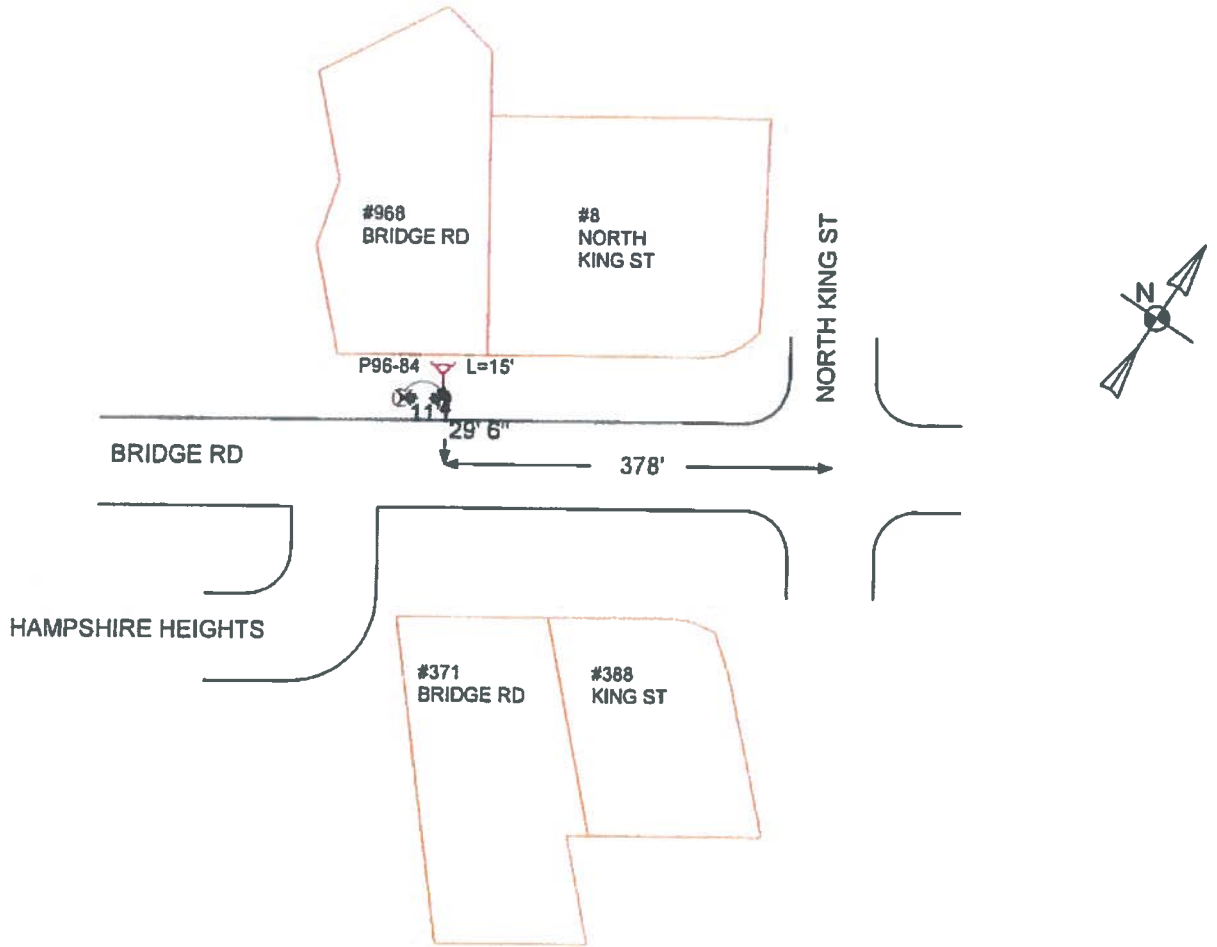 #968
BRIDGE RD
#8
NORTH
KING ST
NORTH KING ST
N
P96-84
L=15'
11'
29' 6"
BRIDGE RD
378'
HAMPSHIRE HEIGHTS
#371
BRIDGE RD
#388
KING ST